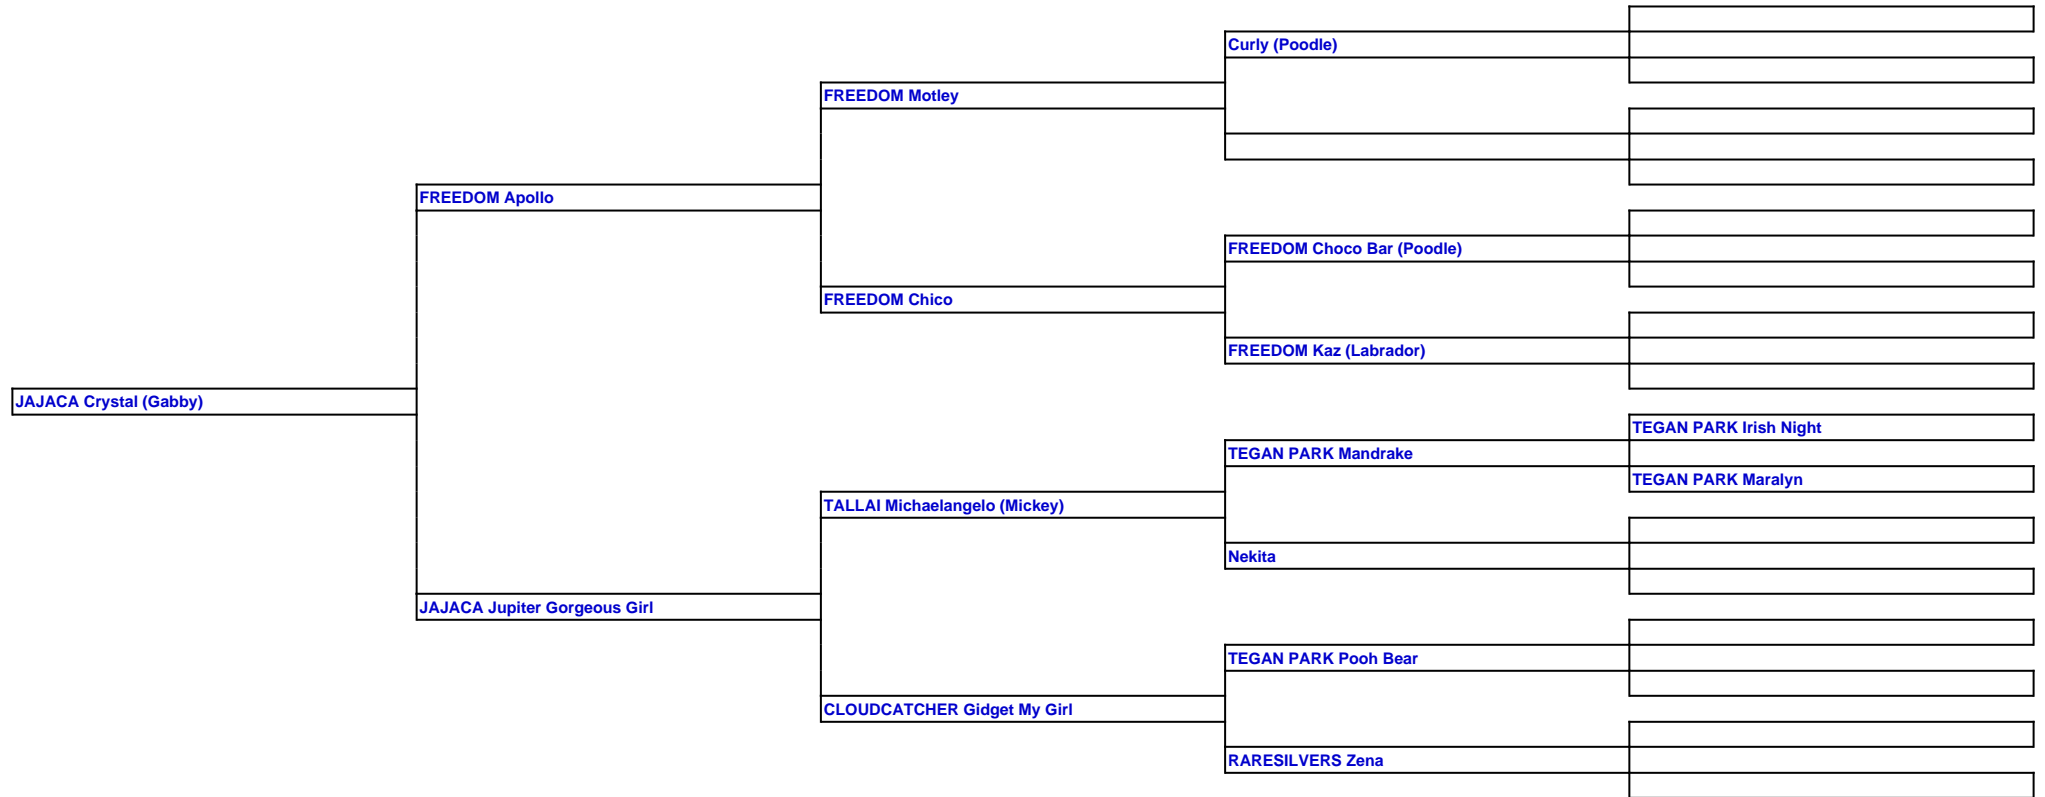 Curly (Poodle)
FREEDOM Motley
FREEDOM Apollo
FREEDOM Choco Bar (Poodle)
FREEDOM Chico
FREEDOM Kaz (Labrador)
JAJACA Crystal (Gabby)
TEGAN PARK Irish Night
TEGAN PARK Mandrake
TEGAN PARK Maralyn
TALLAI Michaelangelo (Mickey)
Nekita
JAJACA Jupiter Gorgeous Girl
TEGAN PARK Pooh Bear
CLOUDCATCHER Gidget My Girl
RARESILVERS Zena